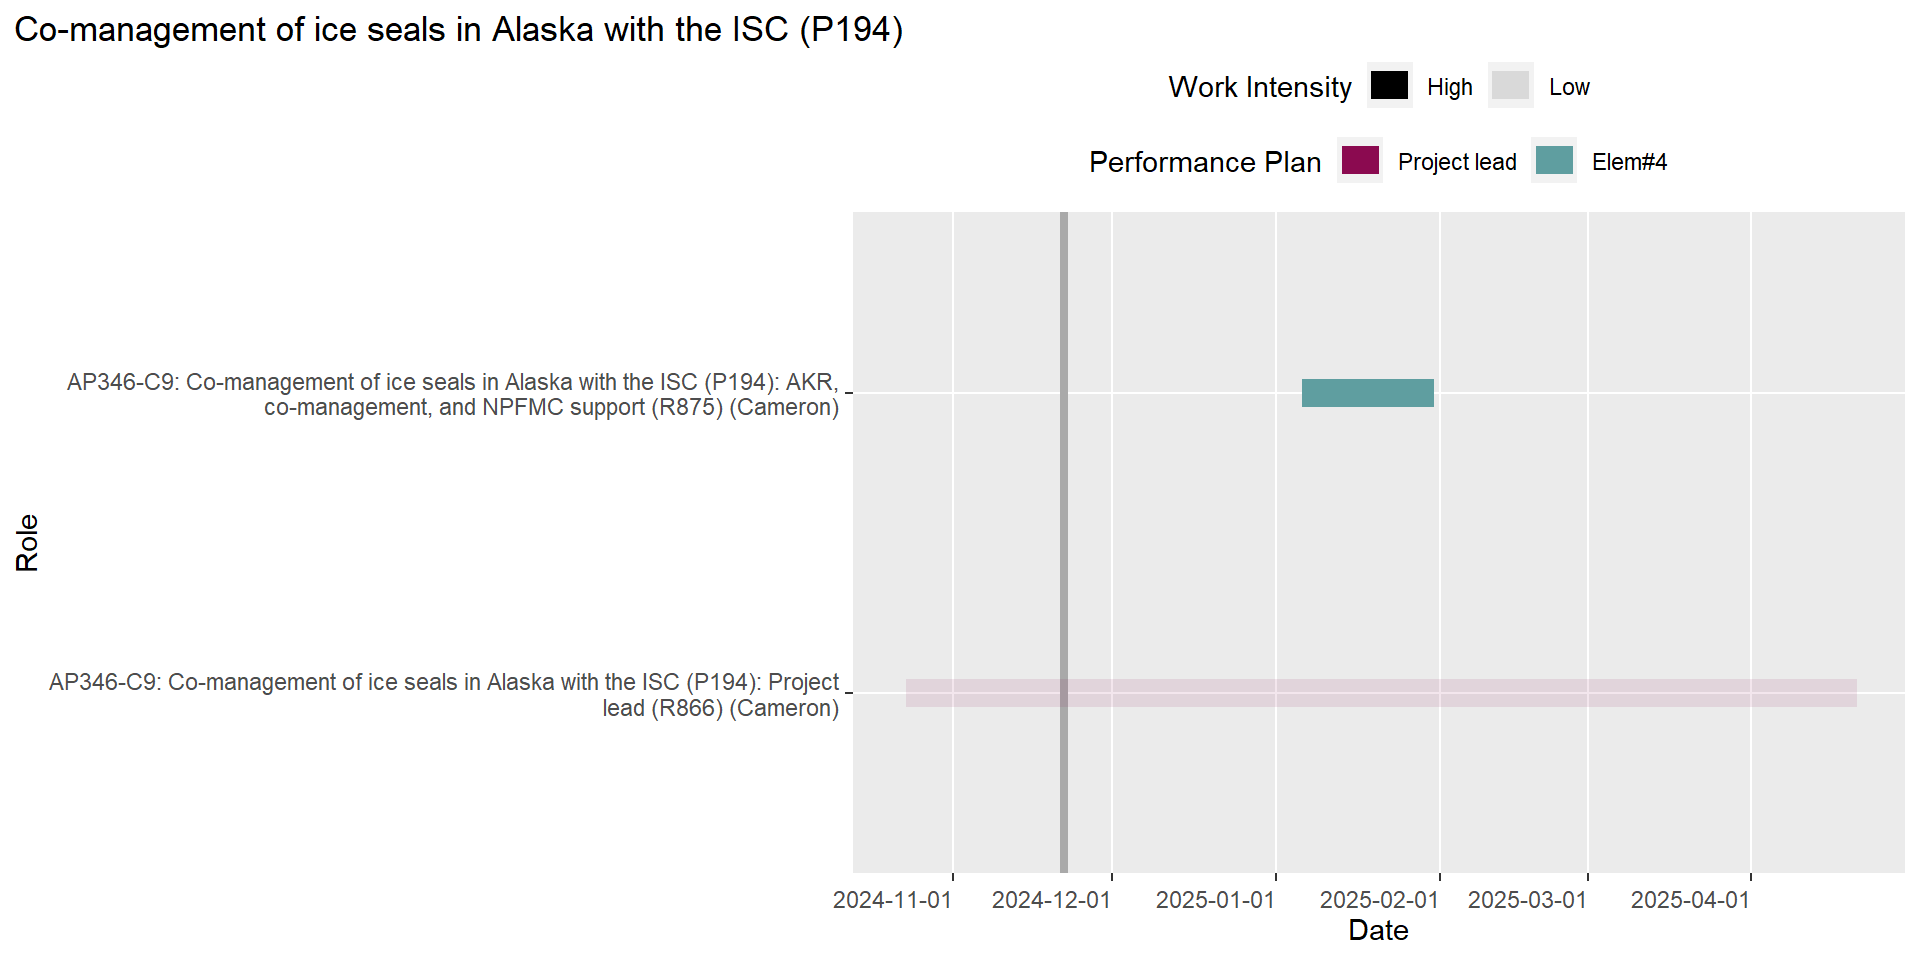 Co-management of ice seals in Alaska with the ISC (P194)
Work Intensity High Low
Performance Plan Project lead Elem#4
AP346-C9: Co-management of ice seals in Alaska with the ISC (P194): AKR,
co-management, and NPFMC support (R875) (Cameron)
Role
AP346-C9: Co-management of ice seals in Alaska with the ISC (P194): Project
lead (R866) (Cameron)
2024-11-01 2024-12-01 2025-01-01 2025-02-01 2025-03-01 2025-04-01
Date